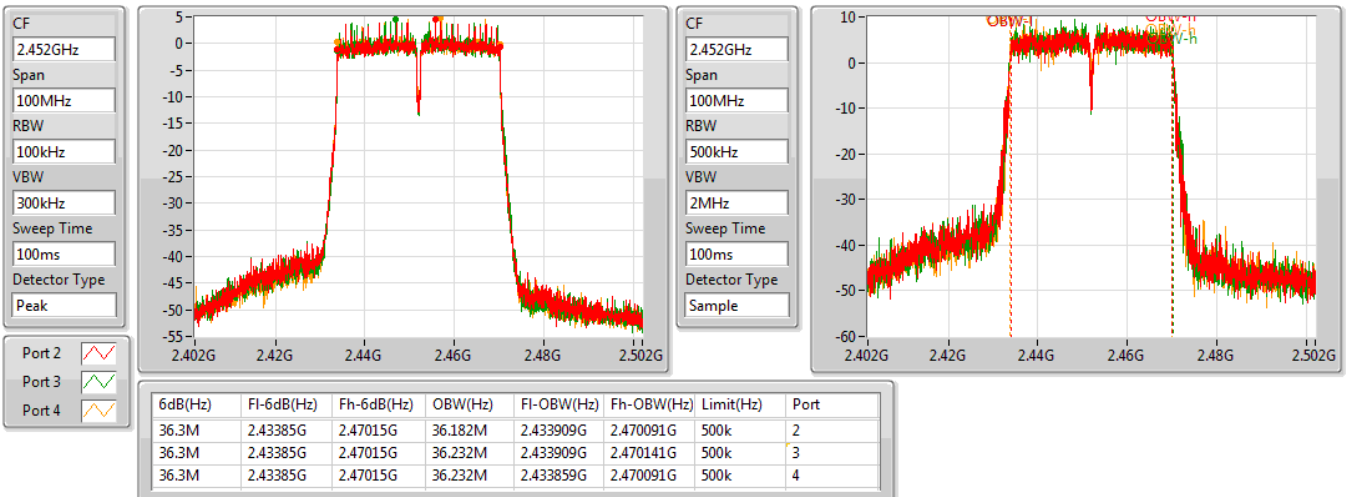 CF
2.452GHz
Span
100MHz
RBW
100kHz
VBW
300kHz
Sweep Time
100ms
Detector Type
Peak
5
0
-5
-10
-15
-20
-25
-30
-35
-40
-45
-50
-55
2.402G 2.42G 2.44G 2.46G 2.48G 2.502G
CF
2.452GHz
Span
100MHz
RBW
500kHz
VBW
2MHz
Sweep Time
100ms
Detector Type
Sample
10
0
-10
-20
-30
-40
-50
-60
OBW-l
OBW-h
OBW-h
OBW-h
2.402G 2.42G 2.44G 2.46G 2.48G 2.502G
Port 2
Port 3
Port 4
6dB(Hz) Fl-6dB(Hz) Fh-6dB(Hz) OBW(Hz) Fl-OBW(Hz) Fh-OBW(Hz) Limit(Hz) Port
36.3M 2.43385G 2.47015G 36.182M 2.433909G 2.470091G 500k 2
36.3M 2.43385G 2.47015G 36.232M 2.433909G 2.470141G 500k 3
36.3M 2.43385G 2.47015G 36.232M 2.433859G 2.470091G 500k 4